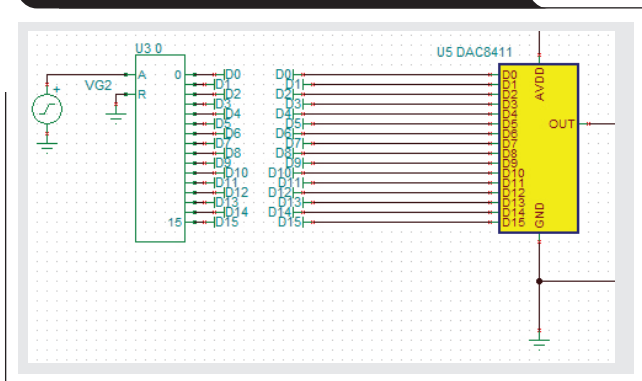 U3 0
U5 DAC8411
VG2
+
A
R
0
15
D0
D1
D2
D3
D4
D5
D6
D7
D8
D9
D10
D11
D12
D13
D14
D15
D0
D1
D2
D3
D4
D5
D6
D7
D8
D9
D10
D11
D12
D13
D14
D15
D0
D1
D2
D3
D4
D5
D6
D7
D8
D9
D10
D11
D12
D13
D14
D15
AVDD
OUT
GND